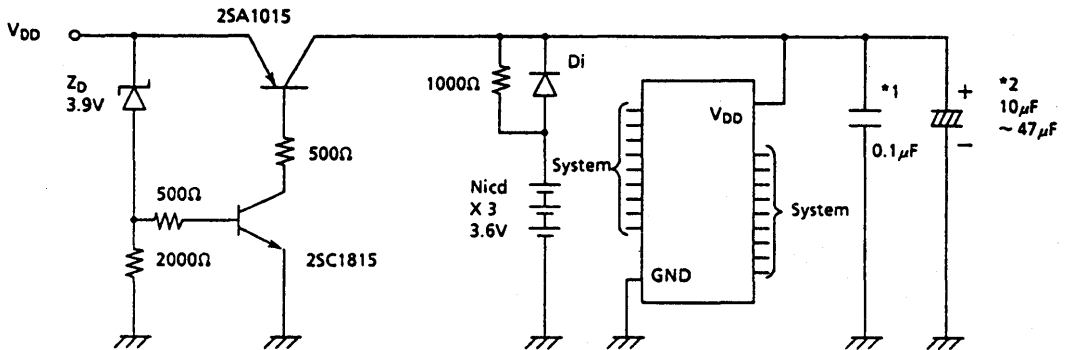 2SA1015
VDD
ZD
3.9V
500Ω
500Ω
2000Ω
2SC1815
1000Ω
Di
Nicd
X 3
3.6V
System
VDD
GND
System
*1
0.1μF
+
*2
10μF
~ 47μF
−